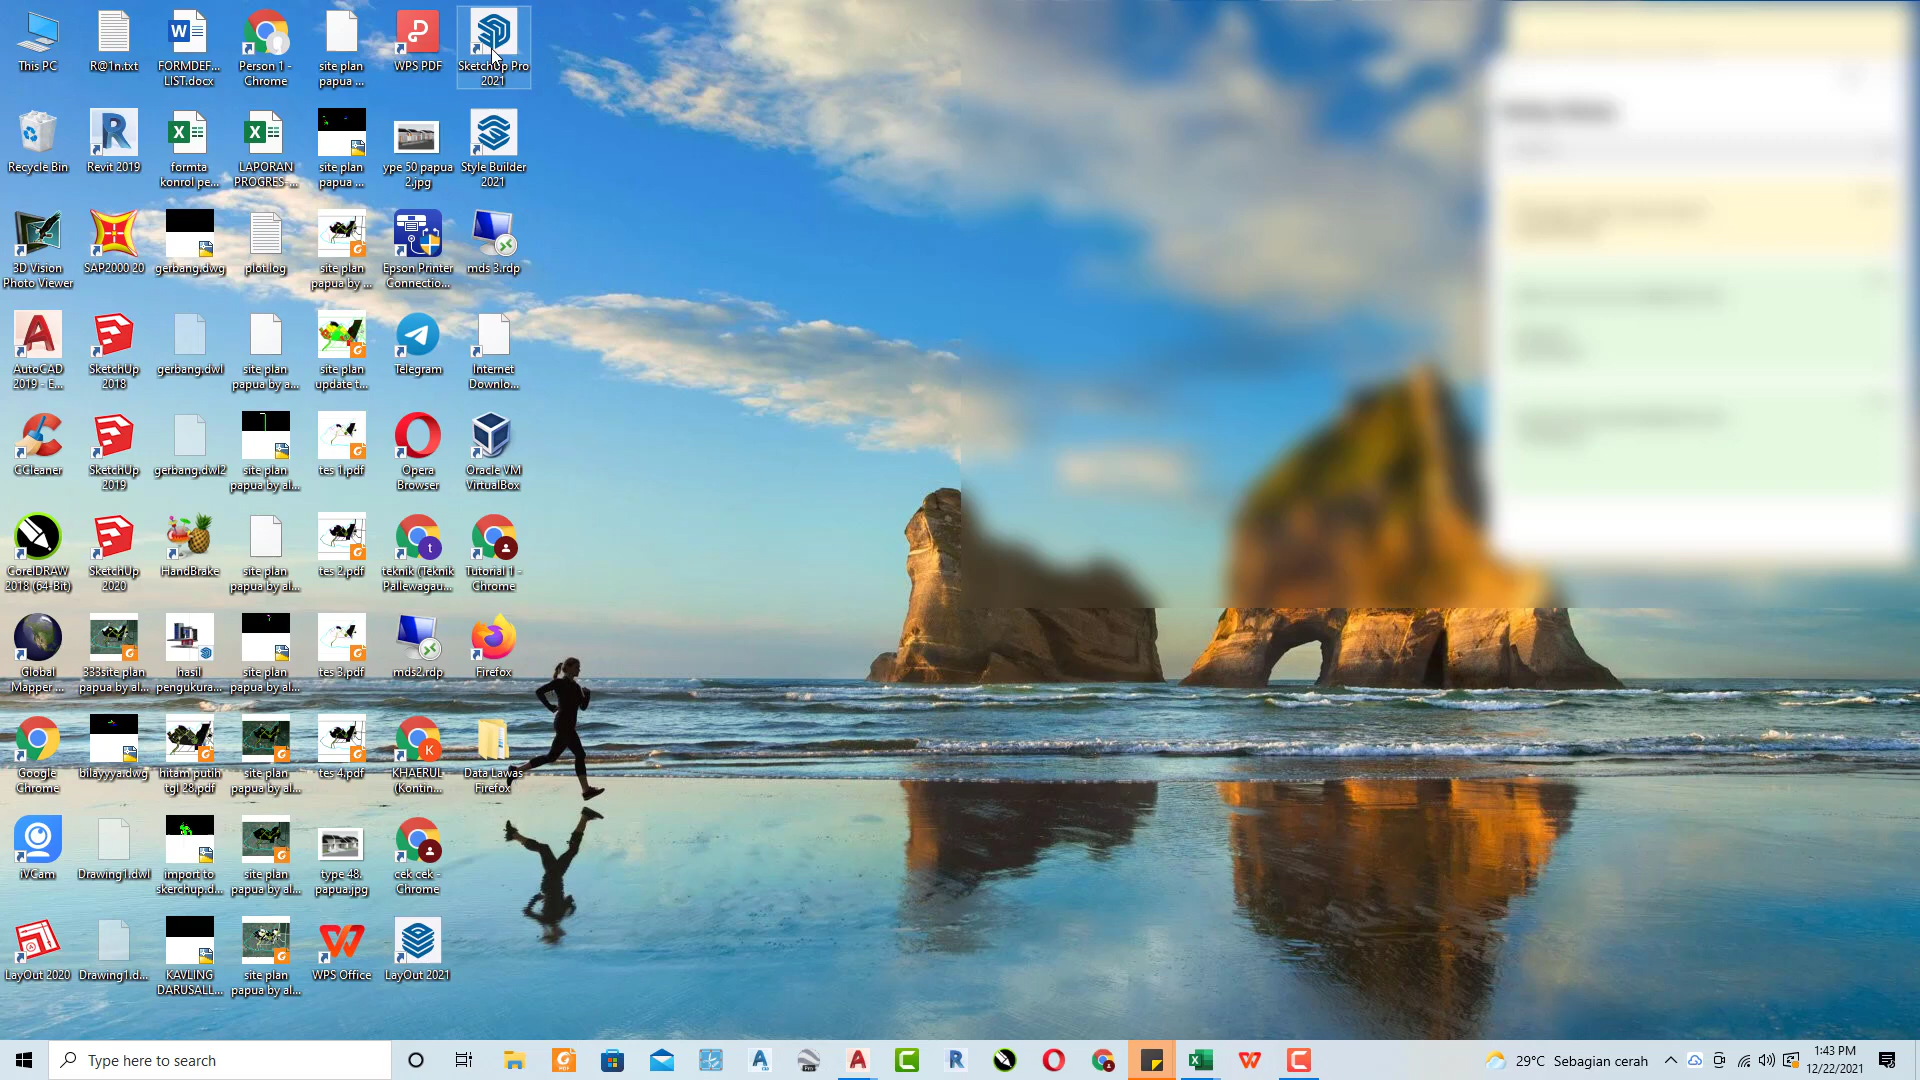 This PC
R@1n.txt
FORMDEF...
LIST.docx
Person 1 -
Chrome
site plan
papua ...
WPS PDF
SketchUp Pro
2021
Recycle Bin
Revit 2019
formta
konrol pe...
LAPORAN
PROGRES-...
site plan
papua ...
ype 50 papua
2.jpg
Style Builder
2021
3D Vision
Photo Viewer
SAP2000 20
gerbang.dwg
plot.log
site plan
papua by ...
Epson Printer
Connectio...
mds 3.rdp
AutoCAD
2019 - E...
SketchUp
2018
gerbang.dwl
site plan
papua by a...
site plan
update t...
Telegram
Internet
Downlo...
CCleaner
SketchUp
2019
gerbang.dwl2
site plan
papua by al...
tes 1.pdf
Opera
Browser
Oracle VM
VirtualBox
CorelDRAW
2018 (64-Bit)
SketchUp
2020
HandBrake
site plan
papua by al...
tes 2.pdf
teknik (Teknik
Pallewagau...
Tutorial 1 -
Chrome
Global
Mapper ...
333site plan
papua by al...
hasil
pengukura...
site plan
papua by al...
tes 3.pdf
mds2.rdp
Firefox
Google
Chrome
bilayyya.dwg
hitam putih
tgl 28.pdf
site plan
papua by al...
tes 4.pdf
KHAERUL
(Kontin...
Data Lawas
Firefox
iVCam
Drawing1.dwl
import to
skerchup.d...
site plan
papua by al...
type 48.
papua.jpg
cek cek -
Chrome
LayOut 2020
Drawing1.d...
KAVLING
DARUSALL...
site plan
papua by al...
WPS Office
LayOut 2021
Type here to search
29°C Sebagian cerah
1:43 PM
12/22/2021